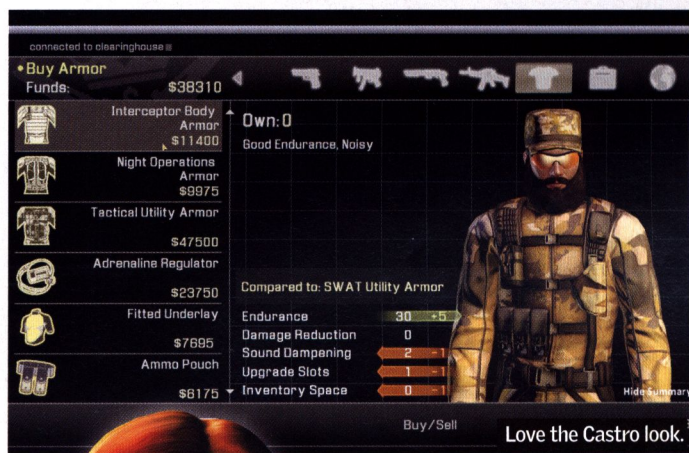 connected to clearinghouse
•Buy Armor
Funds: $38310
Interceptor Body
Armor
$11400
Night Operations
Armor
$9975
Tactical Utility Armor
$47500
Adrenaline Regulator
$23750
Fitted Underlay
$7695
Ammo Pouch
$6175
Own:0
Good Endurance, Noisy
Compared to: SWAT Utility Armor
Endurance 30 +5
Damage Reduction 0
Sound Dampening 2 -1
Upgrade Slots 1 -1
Inventory Space 0 -1
Hide Summary
Buy/Sell
Love the Castro look.